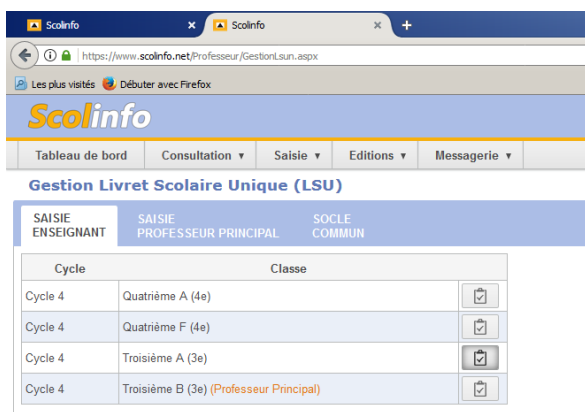 Scolinfo
Scolinfo
https://www.scolinfo.net/Professeur/GestionLsun.aspx
Les plus visités Débuter avec Firefox
Scolinfo
Tableau de bord Consultation ▼ Saisie ▼ Editions ▼ Messagerie ▼
Gestion Livret Scolaire Unique (LSU)
SAISIE ENSEIGNANT
SAISIE PROFESSEUR PRINCIPAL
SOCLE COMMUN
Cycle Classe
Cycle 4 Quatrième A (4e)
Cycle 4 Quatrième F (4e)
Cycle 4 Troisième A (3e)
Cycle 4 Troisième B (3e) (Professeur Principal)